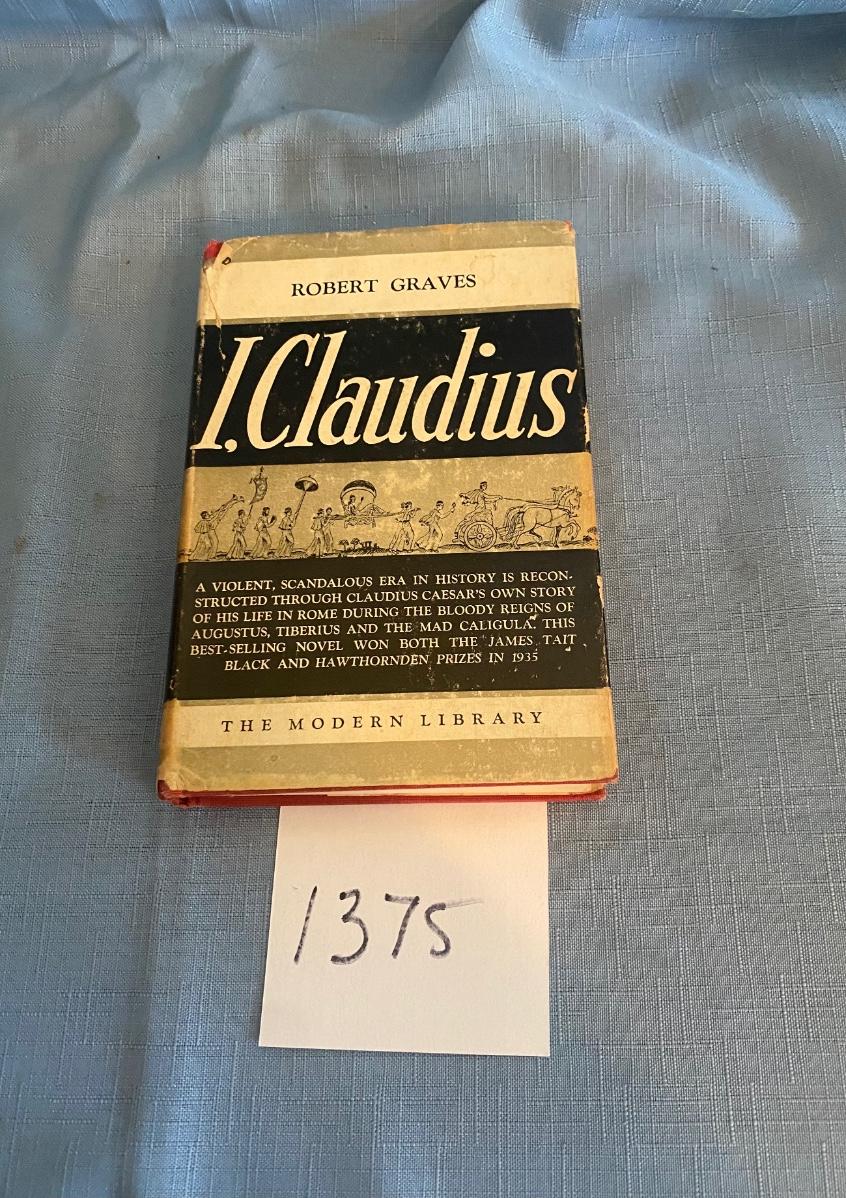 ROBERT GRAVES
I, Claudius
A VIOLENT, SCANDALOUS ERA IN HISTORY IS RECON-
STRUCTED THROUGH CLAUDIUS CAESAR'S OWN STORY
OF HIS LIFE IN ROME DURING THE BLOODY REIGNS OF
AUGUSTUS, TIBERIUS AND THE MAD CALIGULA. THIS
BEST-SELLING NOVEL WON BOTH THE JAMES TAIT
BLACK AND HAWTHORNDEN PRIZES IN 1935
THE MODERN LIBRARY
1375